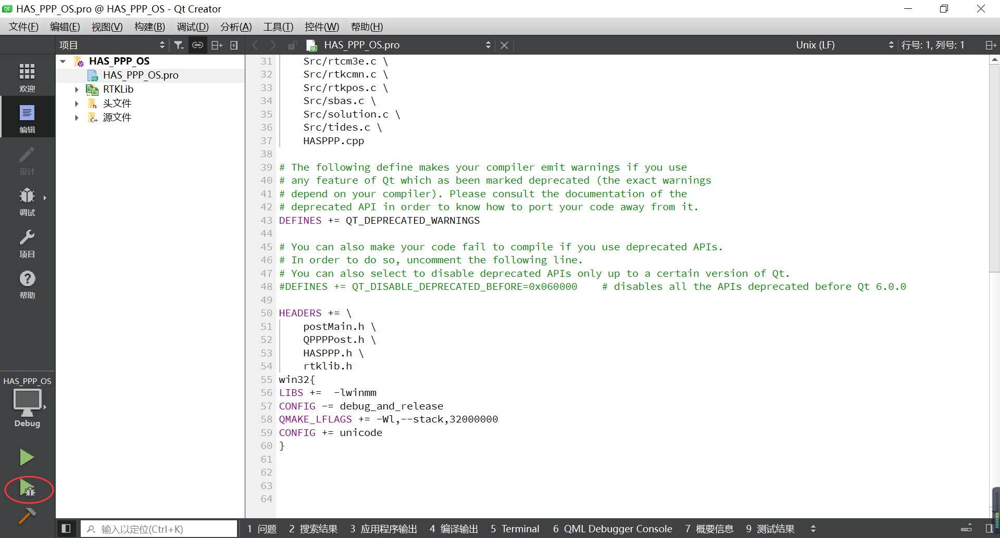 HAS_PPP_OS.pro @ HAS_PPP_OS - Qt Creator
文件(F) 编辑(E) 视图(V) 构建(B) 调试(D) 分析(A) 工具(T) 控件(W) 帮助(H)
项目
HAS_PPP_OS.pro
Unix (LF)
行号: 1, 列号: 1
欢迎
编辑
设计
调试
项目
帮助
HAS_PPP_OS
Debug
HAS_PPP_OS
HAS_PPP_OS.pro
RTKLib
头文件
源文件
31 Src/rtcm3e.c \
32 Src/rtkcmn.c \
33 Src/rtkpos.c \
34 Src/sbas.c \
35 Src/solution.c \
36 Src/tides.c \
37 HASPPP.cpp
38
39 # The following define makes your compiler emit warnings if you use
40 # any feature of Qt which as been marked deprecated (the exact warnings
41 # depend on your compiler). Please consult the documentation of the
42 # deprecated API in order to know how to port your code away from it.
43 DEFINES += QT_DEPRECATED_WARNINGS
44
45 # You can also make your code fail to compile if you use deprecated APIs.
46 # In order to do so, uncomment the following line.
47 # You can also select to disable deprecated APIs only up to a certain version of Qt.
48 #DEFINES += QT_DISABLE_DEPRECATED_BEFORE=0x060000    # disables all the APIs deprecated before Qt 6.0.0
49
50 HEADERS += \
51 postMain.h \
52 QPPPPost.h \
53 HASPPP.h \
54 rtklib.h
55 win32{
56 LIBS +=  -lwinmm
57 CONFIG -= debug_and_release
58 QMAKE_LFLAGS += -Wl,--stack,32000000
59 CONFIG += unicode
60 }
61
62
63
64
输入以定位(Ctrl+K)
1 问题 2 搜索结果 3 应用程序输出 4 编译输出 5 Terminal 6 QML Debugger Console 7 概要信息 9 测试结果